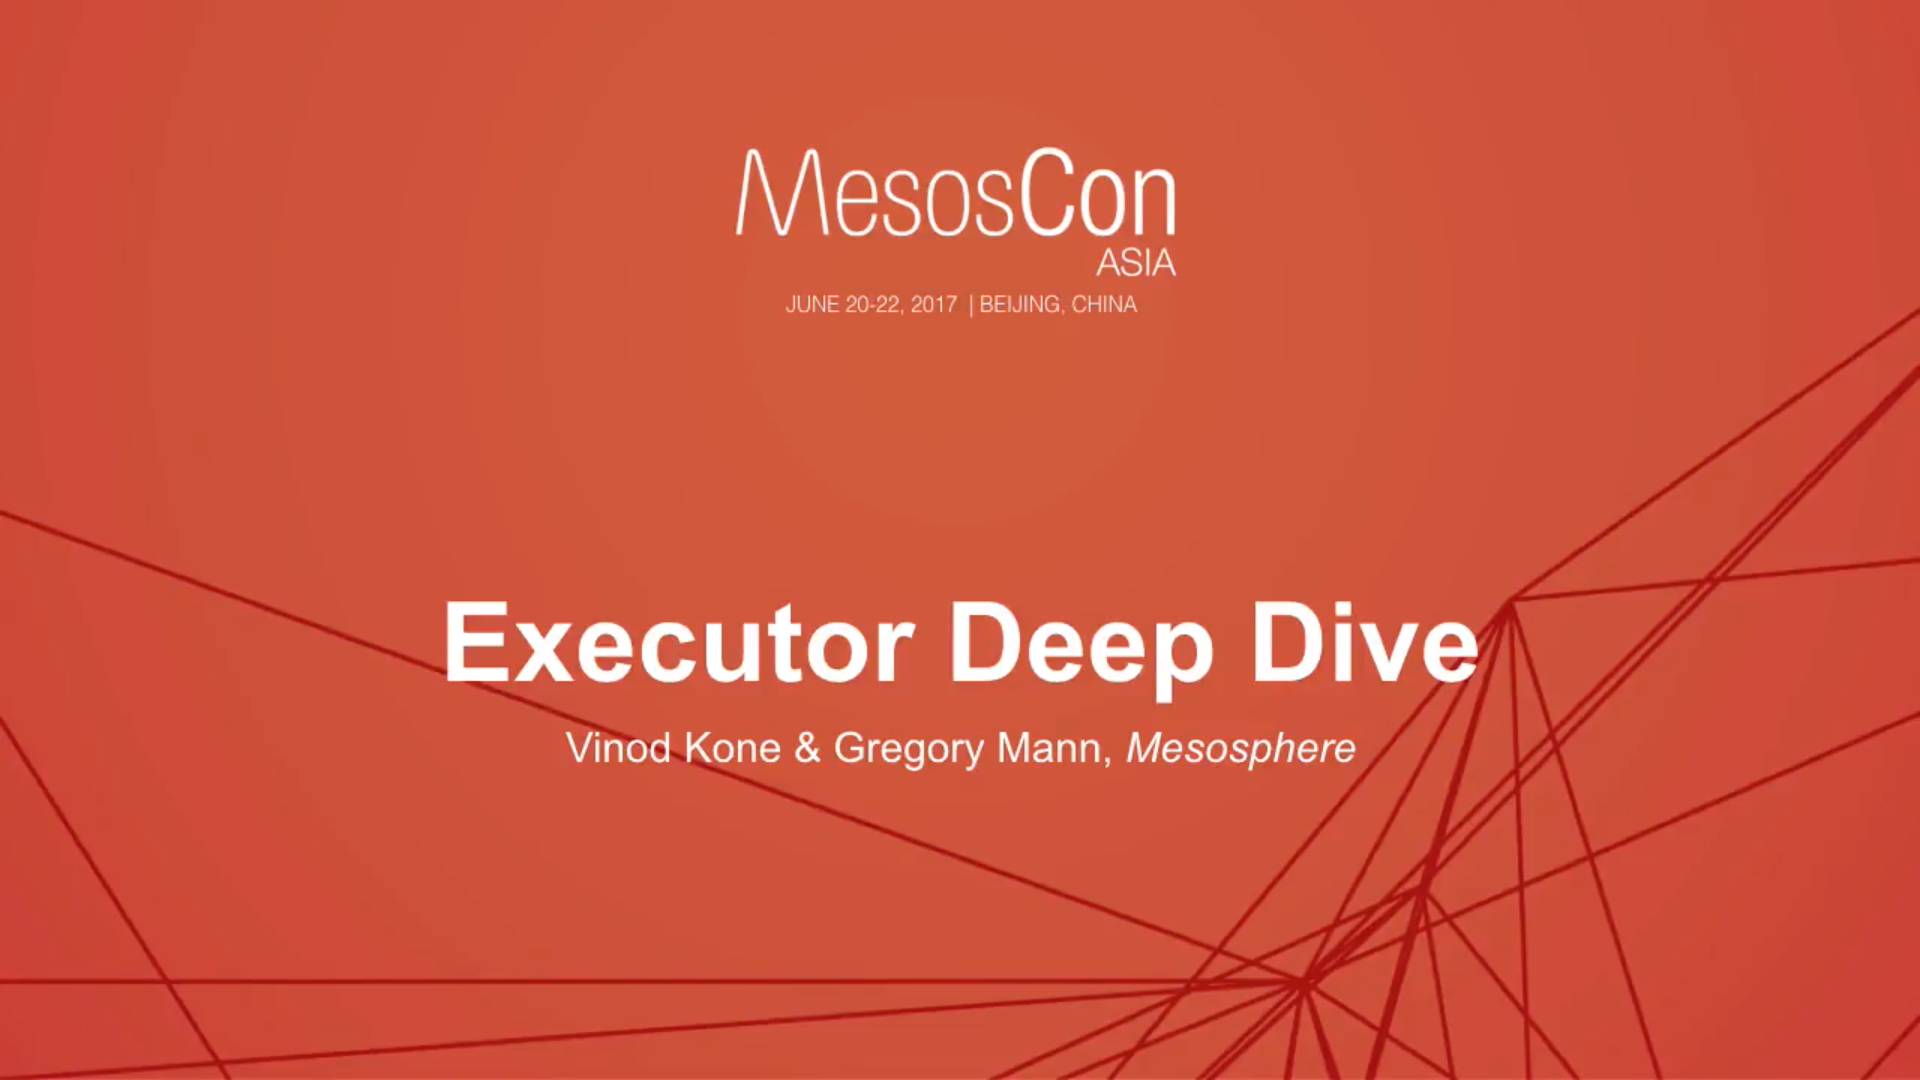 MesosCon
ASIA
JUNE 20-22, 2017 | BEIJING, CHINA
Executor Deep Dive
Vinod Kone & Gregory Mann, Mesosphere